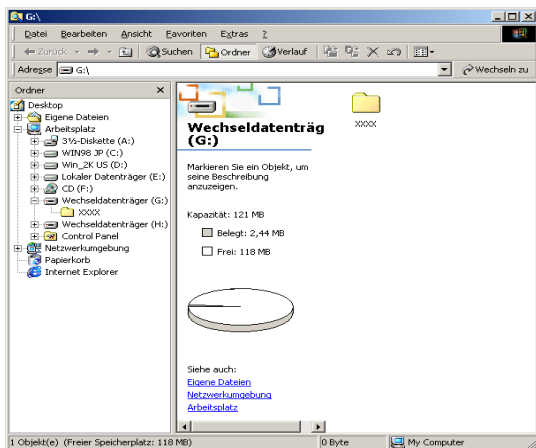 G:\
Datei Bearbeiten Ansicht Favoriten Extras ?
Zurück Suchen Ordner Verlauf
Adresse G:\ Wechseln zu
Ordner
Desktop
Eigene Dateien
Arbeitsplatz
3½-Diskette (A:)
WIN98 JP (C:)
Win_2K US (D:)
Lokaler Datenträger (E:)
CD (F:)
Wechseldatenträger (G:)
XXXX
Wechseldatenträger (H:)
Control Panel
Netzwerkumgebung
Papierkorb
Internet Explorer
Wechseldatenträg
(G:)
Markieren Sie ein Objekt, um
seine Beschreibung
anzuzeigen.
Kapazität: 121 MB
Belegt: 2,44 MB
Frei: 118 MB
Siehe auch:
Eigene Dateien
Netzwerkumgebung
Arbeitsplatz
xxxx
1 Objekt(e) (Freier Speicherplatz: 118 MB) 0 Byte My Computer